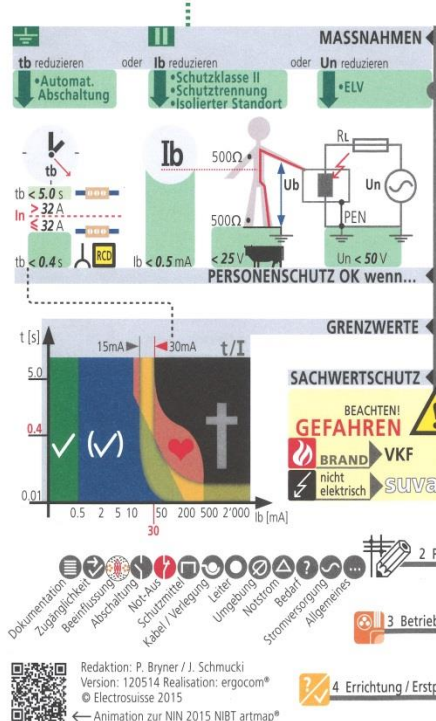 MASSNAHMEN
tb reduzieren oder Ib reduzieren oder Un reduzieren
•Automat. Abschaltung
•Schutzklasse II
•Schutztrennung
•Isolierter Standort
•ELV
tb
Ib
500Ω
500Ω
Ub
RL
Un
PEN
tb < 5.0 s
In > 32 A
≤ 32 A
tb < 0.4 s
RCD
Ib < 0.5 mA
< 25 V
Un < 50 V
PERSONENSCHUTZ OK wenn...
GRENZWERTE
t [s]
15mA
30mA
t/I
5.0
0.4
0.01
0.5 2 5 10 50 200 500 2'000 Ib [mA]
30
SACHWERTSCHUTZ
BEACHTEN!
GEFAHREN
BRAND VKF
nicht elektrisch suva
Dokumentation
Zugänglichkeit
Beeinflussung
Abschaltung
Not-Aus
Schutzmittel
Kabel / Verlegung
Leiter
Umgebung
Notstrom
Bedarf
Stromversorgung
Allgemeines
2
3 Betrieb
4 Errichtung / Erstp
Redaktion: P. Bryner / J. Schmucki
Version: 120514 Realisation: ergocom®
© Electrosuisse 2015
← Animation zur NIN 2015 NIBT artmap®